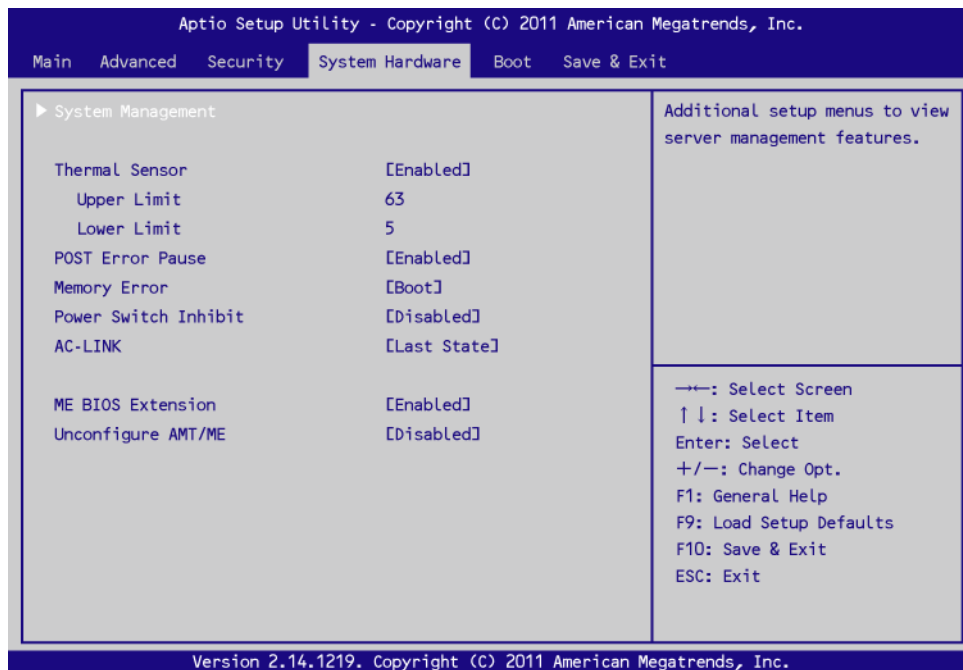 Aptio Setup Utility - Copyright (C) 2011 American Megatrends, Inc.
Main Advanced Security System Hardware Boot Save & Exit
▶ System Management
Thermal Sensor [Enabled]
Upper Limit 63
Lower Limit 5
POST Error Pause [Enabled]
Memory Error [Boot]
Power Switch Inhibit [Disabled]
AC-LINK [Last State]
ME BIOS Extension [Enabled]
Unconfigure AMT/ME [Disabled]
Additional setup menus to view
server management features.
→←: Select Screen
↑↓: Select Item
Enter: Select
+/-: Change Opt.
F1: General Help
F9: Load Setup Defaults
F10: Save & Exit
ESC: Exit
Version 2.14.1219. Copyright (C) 2011 American Megatrends, Inc.